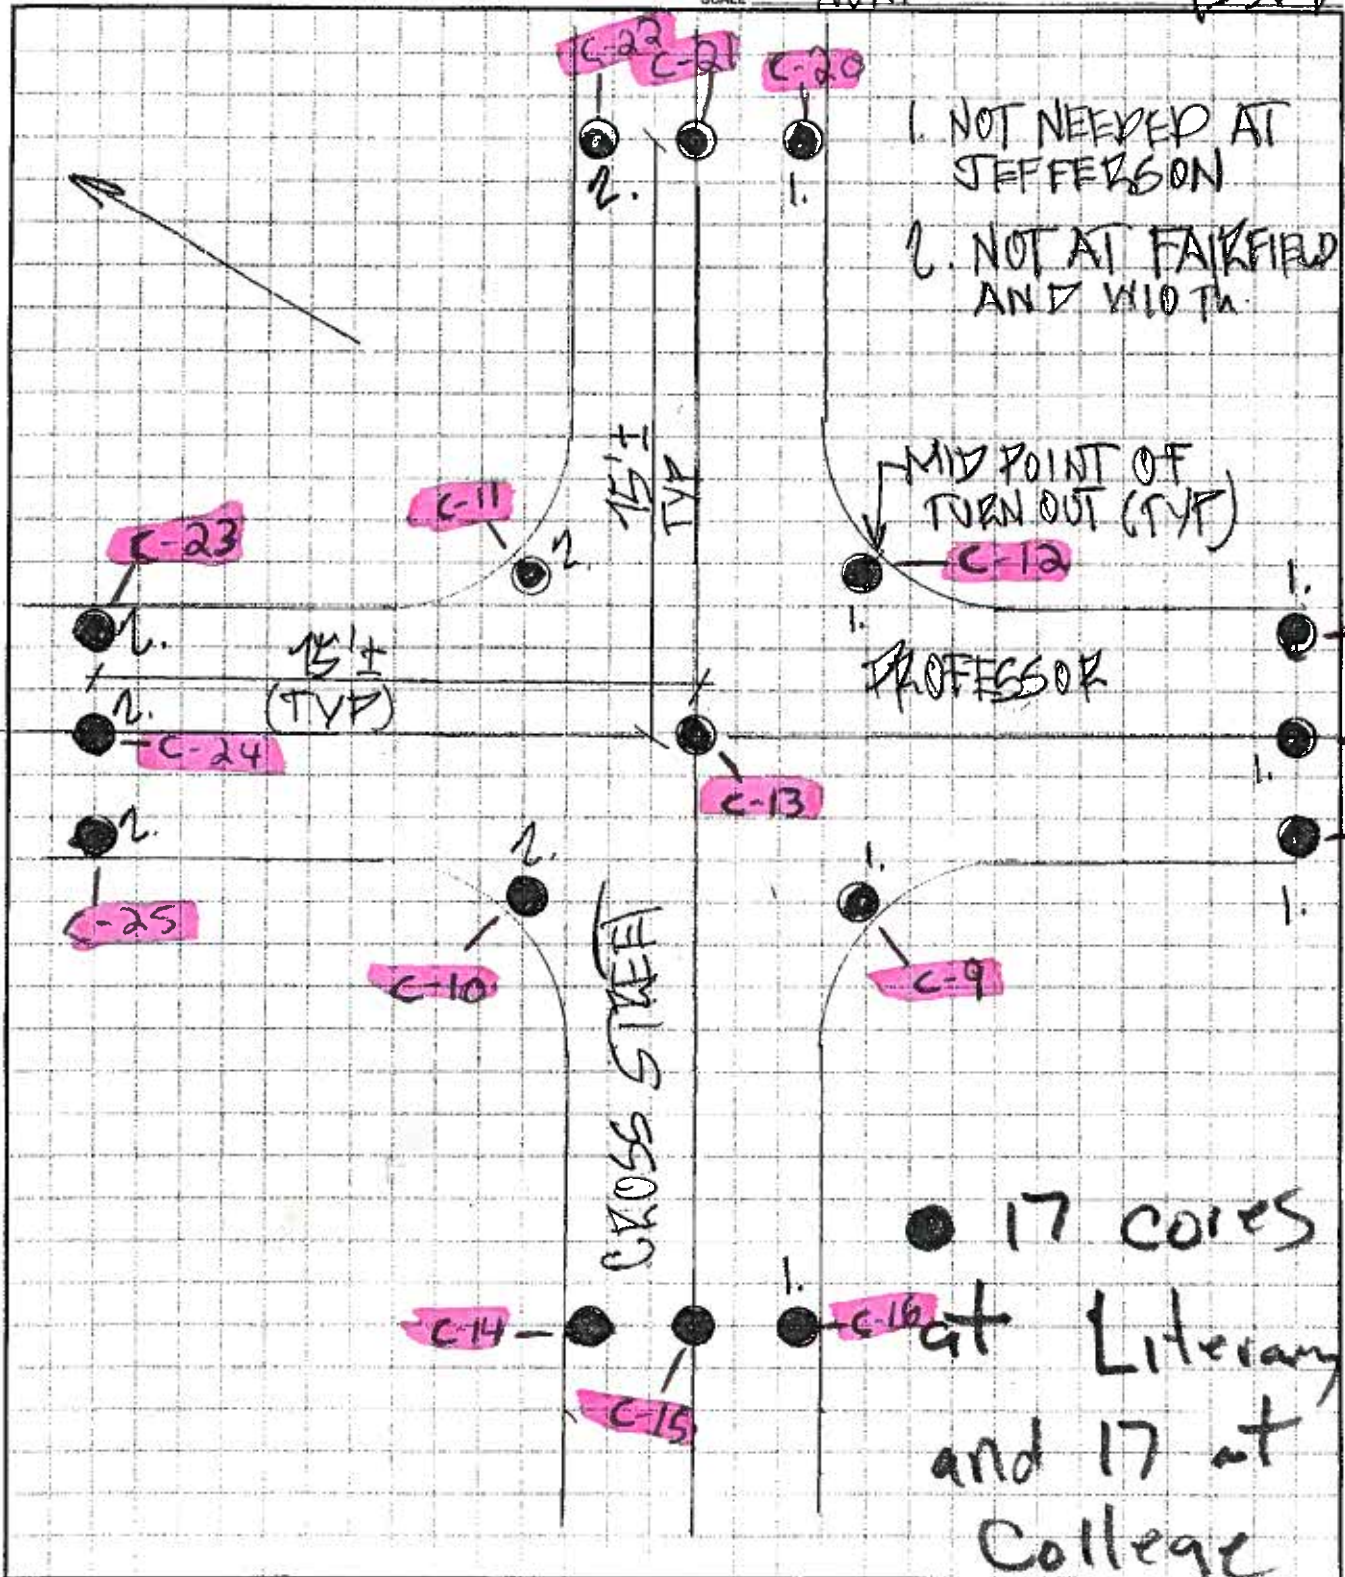 C-22
C-21
C-20
1. NOT NEEDED AT
JEFFERSON
2.
1.
2. NOT AT FAIRFIELD
AND
15'±
TYP
MID POINT OF
TURN OUT (TYP)
C-11
2.
C-12
C-23
1.
1.
2.
15'±
(TYP)
PROFESSOR
2.
C-24
C-13
1.
2.
2.
1.
1.
C-25
C-10
C-9
CROSS STREET
17 cores
1.
C-14
C-16
at Literary
C-15
and 17 at
College